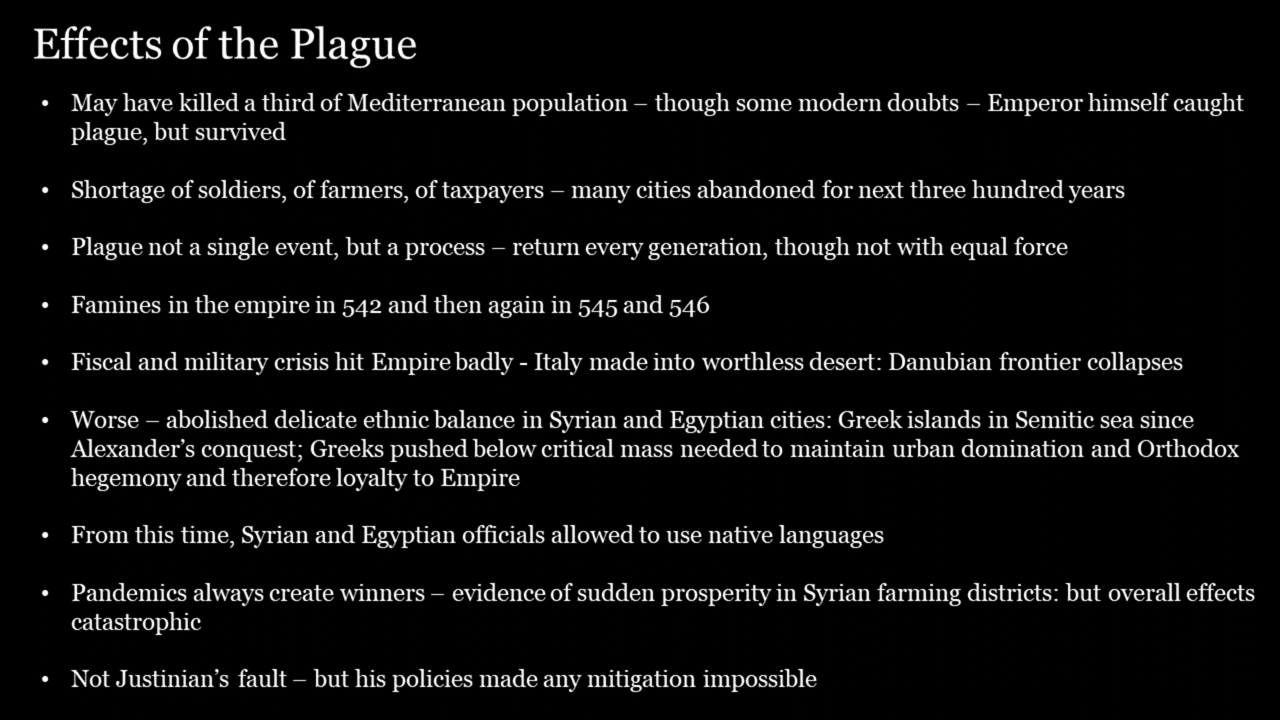 Effects of the Plague
• May have killed a third of Mediterranean population – though some modern doubts – Emperor himself caught
plague, but survived
• Shortage of soldiers, of farmers, of taxpayers – many cities abandoned for next three hundred years
• Plague not a single event, but a process – return every generation, though not with equal force
• Famines in the empire in 542 and then again in 545 and 546
• Fiscal and military crisis hit Empire badly - Italy made into worthless desert: Danubian frontier collapses
• Worse – abolished delicate ethnic balance in Syrian and Egyptian cities: Greek islands in Semitic sea since
Alexander’s conquest; Greeks pushed below critical mass needed to maintain urban domination and Orthodox
hegemony and therefore loyalty to Empire
• From this time, Syrian and Egyptian officials allowed to use native languages
• Pandemics always create winners – evidence of sudden prosperity in Syrian farming districts: but overall effects
catastrophic
• Not Justinian’s fault – but his policies made any mitigation impossible